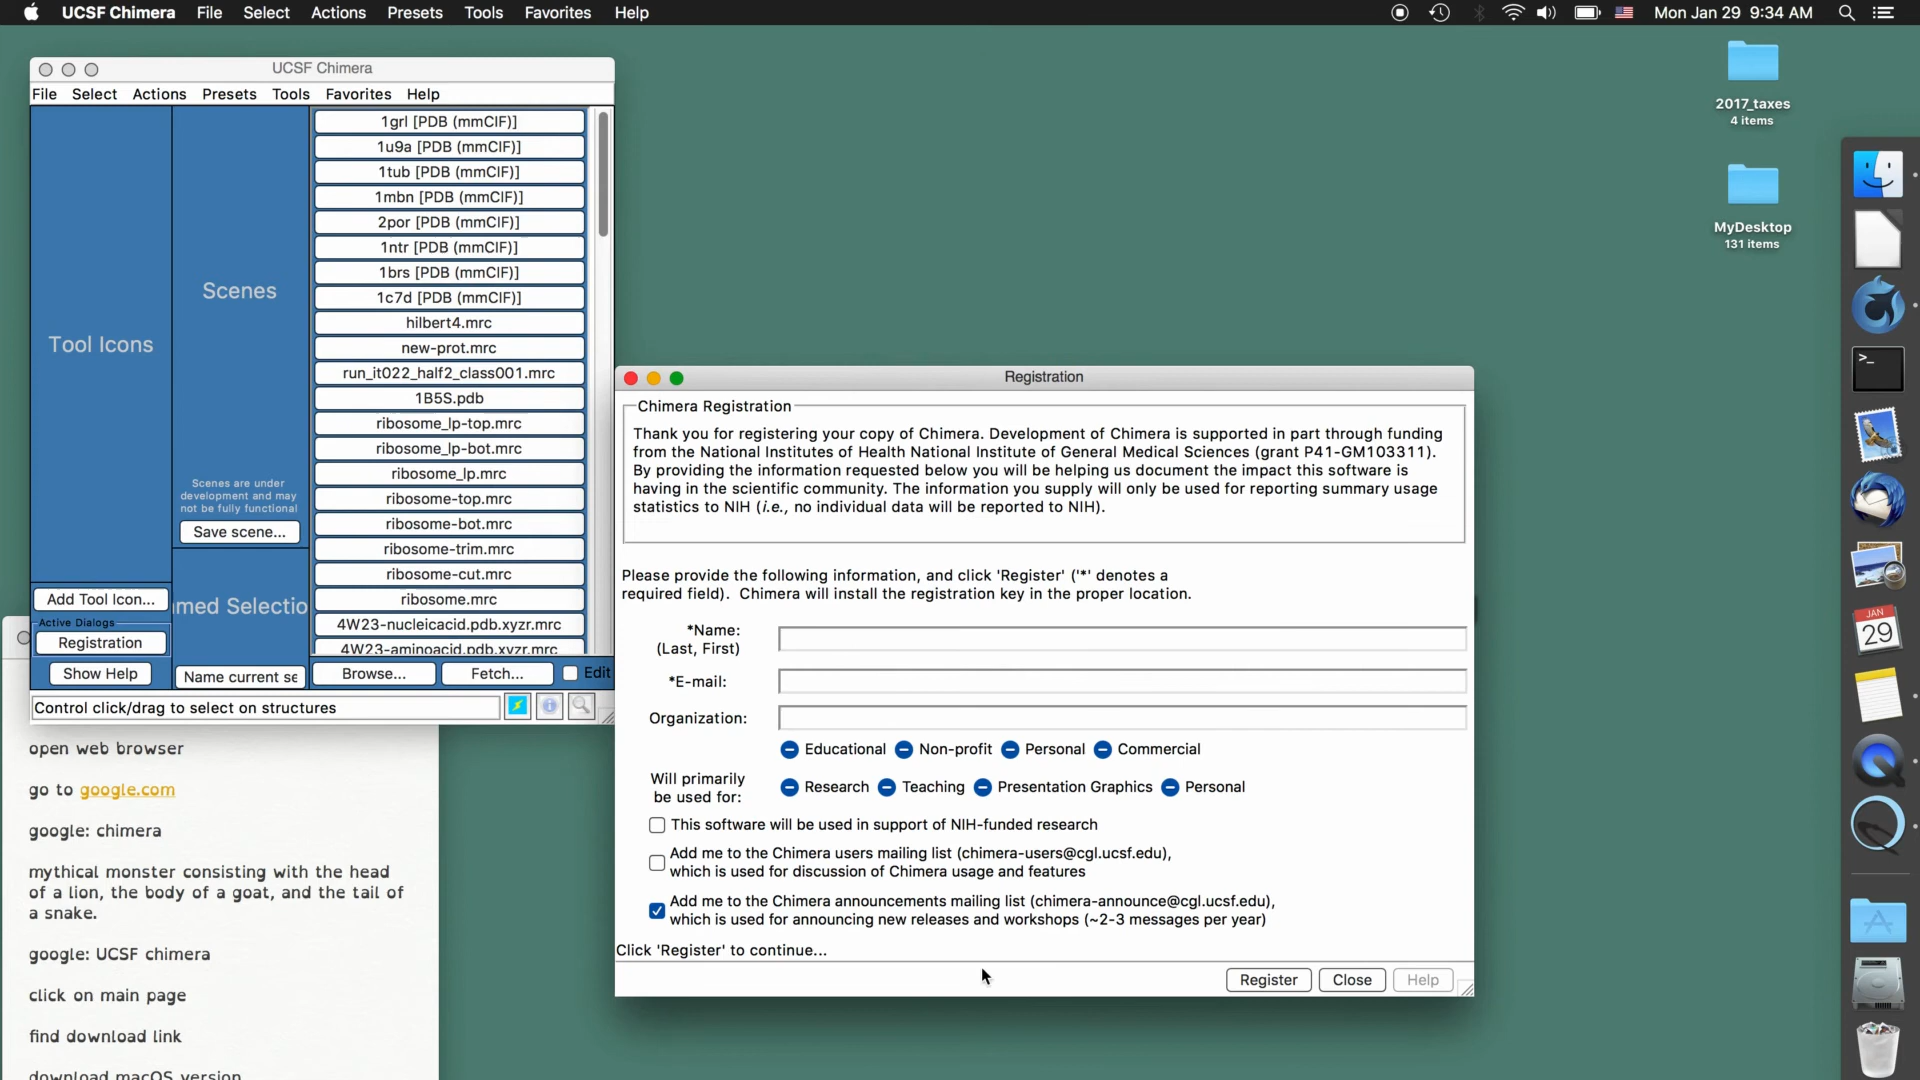 UCSF Chimera File Select Actions Presets Tools Favorites Help
Mon Jan 29 9:34 AM
2017_taxes
4 items
MyDesktop
131 items
UCSF Chimera
File Select Actions Presets Tools Favorites Help
Tool Icons
Add Tool Icon...
Active Dialogs
Registration
Show Help
Scenes
Scenes are under
development and may
not be fully functional
Save scene...
med Selectio
Name current se
1grl [PDB (mmCIF)]
1u9a [PDB (mmCIF)]
1tub [PDB (mmCIF)]
1mbn [PDB (mmCIF)]
2por [PDB (mmCIF)]
1ntr [PDB (mmCIF)]
1brs [PDB (mmCIF)]
1c7d [PDB (mmCIF)]
hilbert4.mrc
new-prot.mrc
run_it022_half2_class001.mrc
1B5S.pdb
ribosome_lp-top.mrc
ribosome_lp-bot.mrc
ribosome_lp.mrc
ribosome-top.mrc
ribosome-bot.mrc
ribosome-trim.mrc
ribosome-cut.mrc
ribosome.mrc
4W23-nucleicacid.pdb.xyzr.mrc
4W23-aminoacid.pdb.xyzr.mrc
Browse... Fetch... Edit
Control click/drag to select on structures
open web browser
go to google.com
google: chimera
mythical monster consisting with the head
of a lion, the body of a goat, and the tail of
a snake.
google: UCSF chimera
click on main page
find download link
download macOS version
Registration
Chimera Registration
Thank you for registering your copy of Chimera. Development of Chimera is supported in part through funding
from the National Institutes of Health National Institute of General Medical Sciences (grant P41-GM103311).
By providing the information requested below you will be helping us document the impact this software is
having in the scientific community. The information you supply will only be used for reporting summary usage
statistics to NIH (i.e., no individual data will be reported to NIH).
Please provide the following information, and click 'Register' ('*' denotes a
required field). Chimera will install the registration key in the proper location.
*Name:
(Last, First)
*E-mail:
Organization:
Educational Non-profit Personal Commercial
Will primarily
be used for:
Research Teaching Presentation Graphics Personal
This software will be used in support of NIH-funded research
Add me to the Chimera users mailing list (chimera-users@cgl.ucsf.edu),
which is used for discussion of Chimera usage and features
Add me to the Chimera announcements mailing list (chimera-announce@cgl.ucsf.edu),
which is used for announcing new releases and workshops (~2-3 messages per year)
Click 'Register' to continue...
Register Close Help
>_
JAN
29